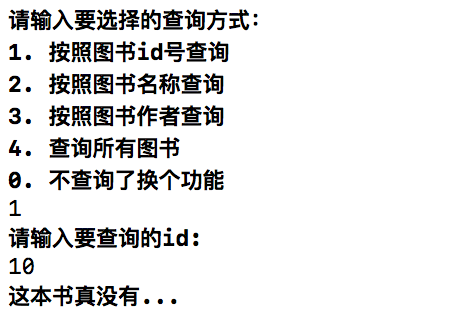 请输入要选择的查询方式：
1. 按照图书id号查询
2. 按照图书名称查询
3. 按照图书作者查询
4. 查询所有图书
0. 不查询了换个功能
1
请输入要查询的id:
10
这本书真没有...